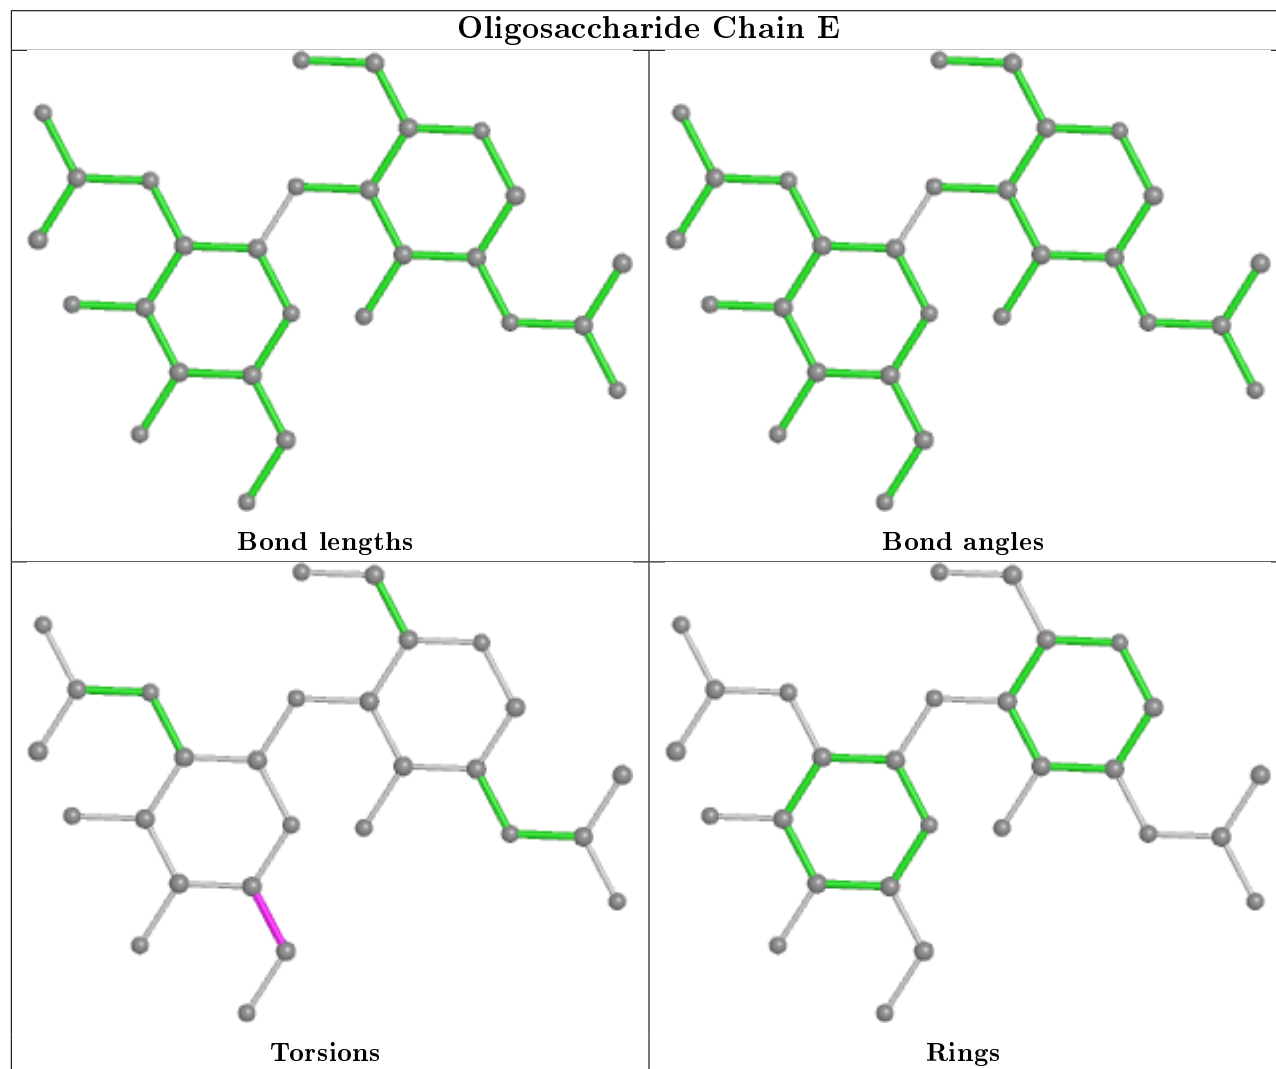 Oligosaccharide Chain E
Bond lengths
Bond angles
Torsions
Rings